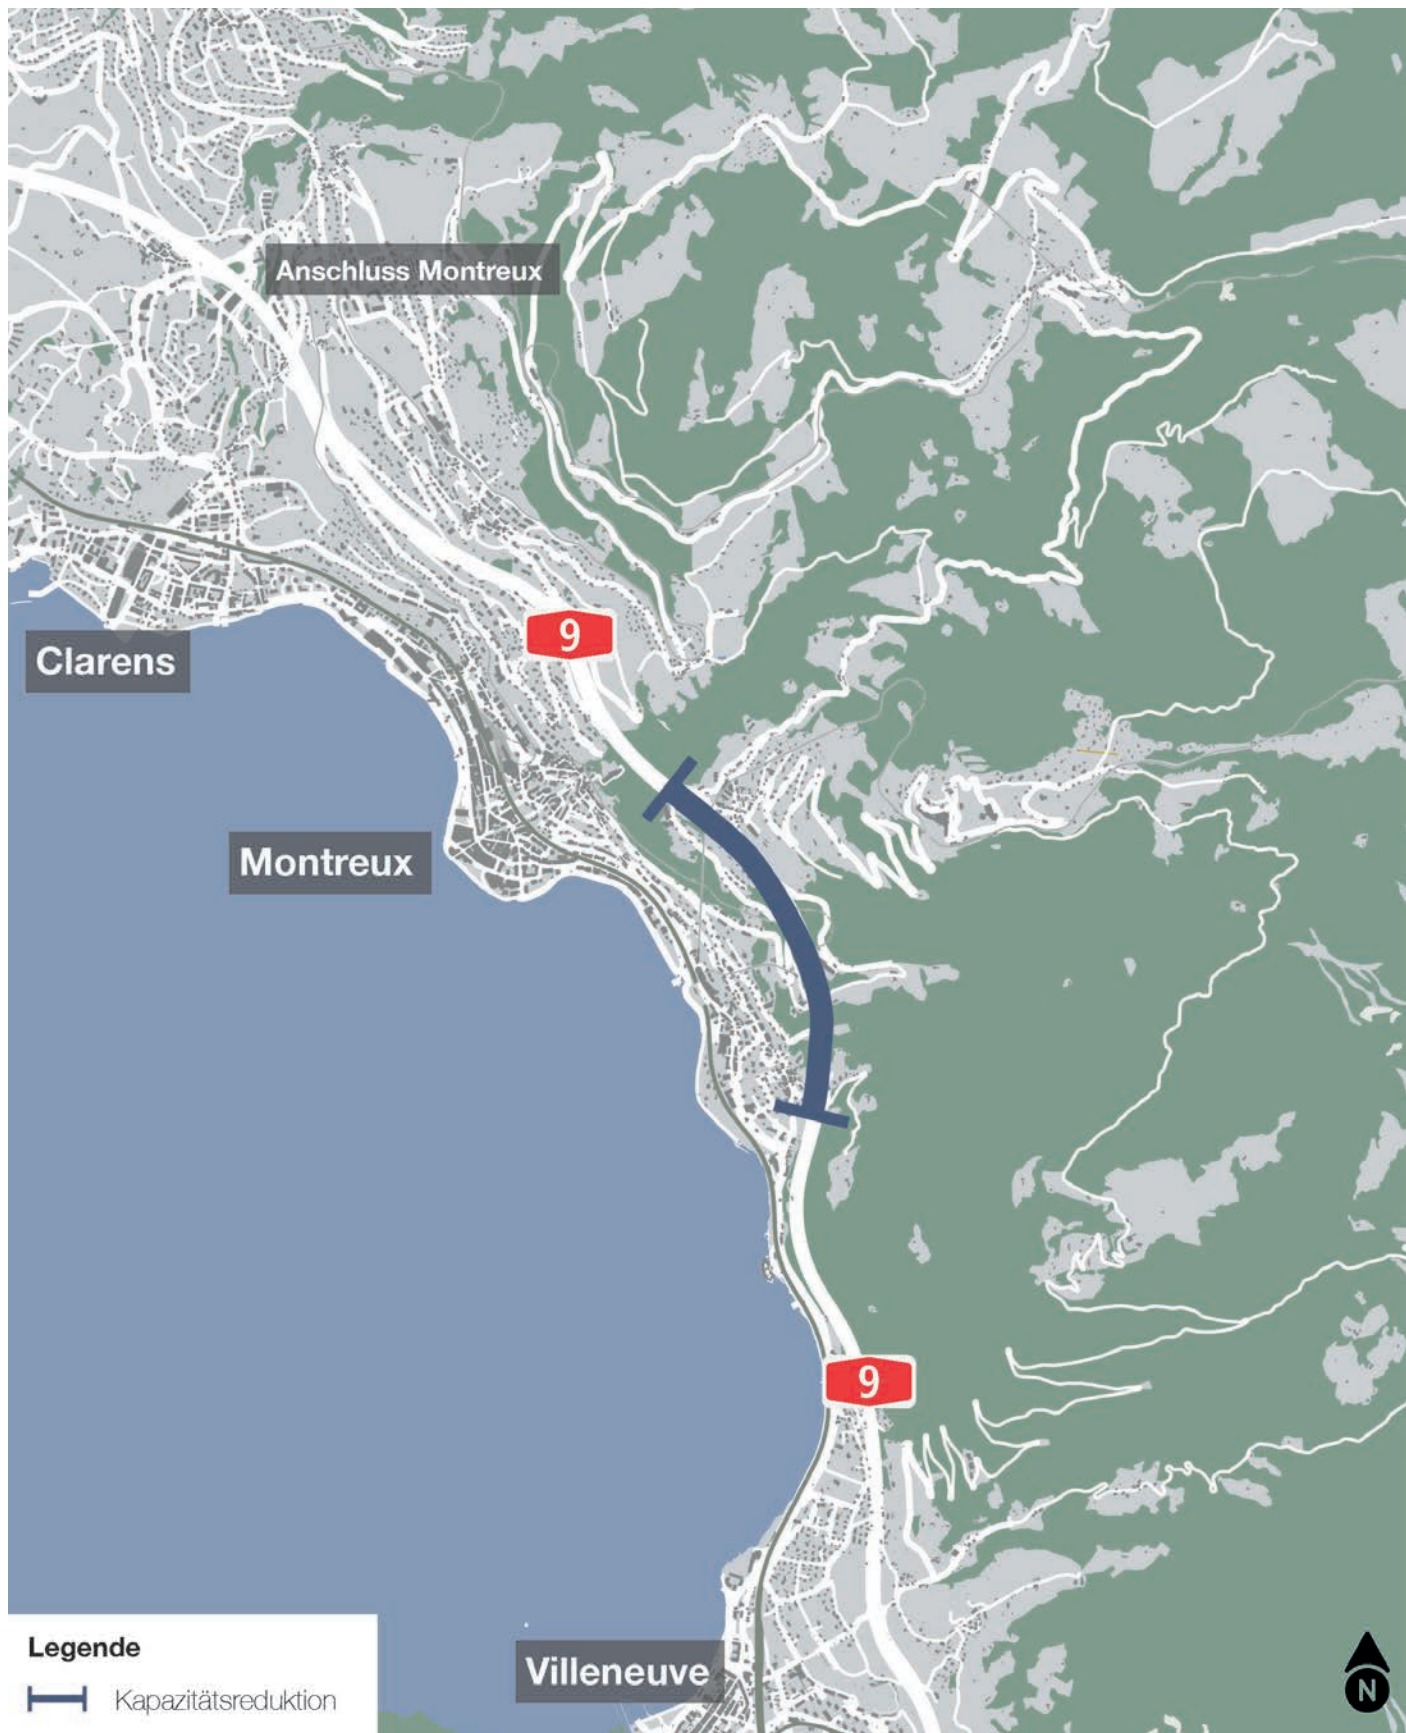 Anschluss Montreux
9
Clarens
Montreux
9
Villeneuve
Legende
Kapazitätsreduktion
N